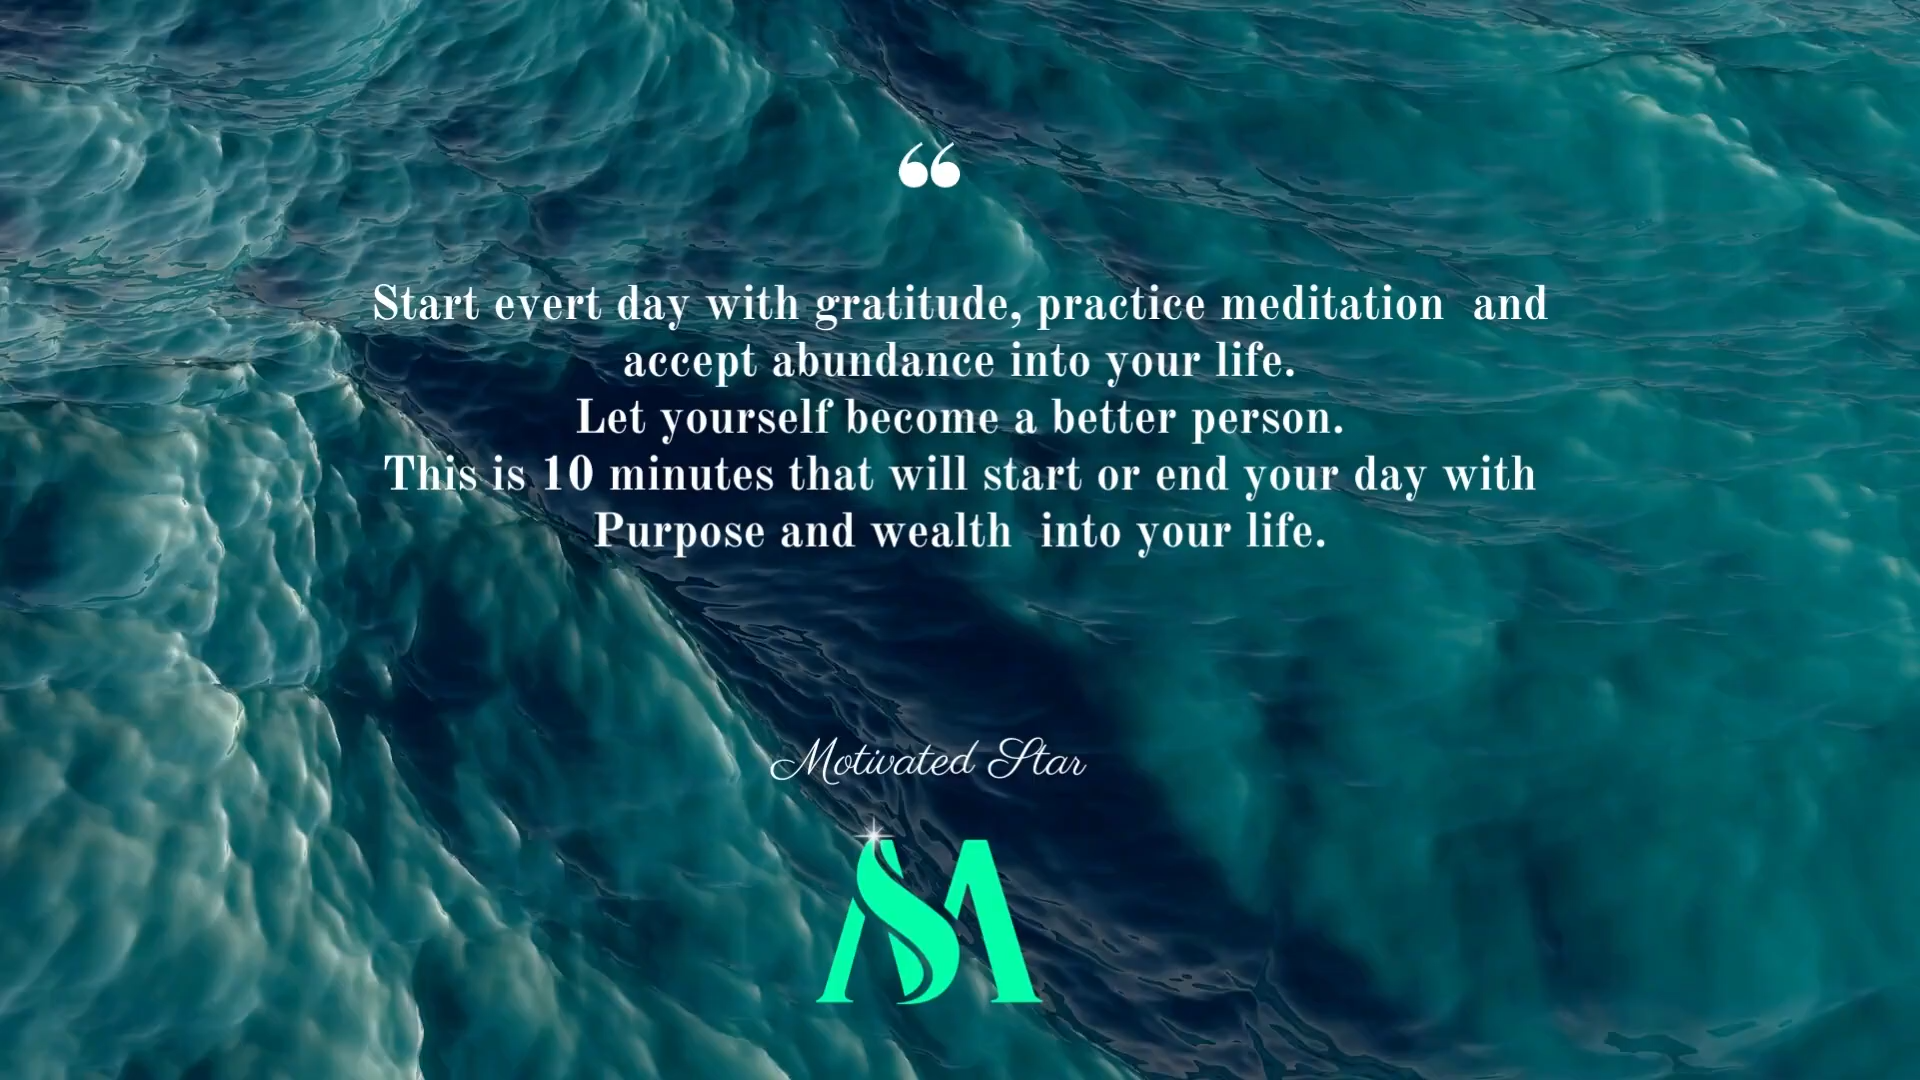 ❝
Start evert day with gratitude, practice meditation  and
accept abundance into your life.
Let yourself become a better person.
This is 10 minutes that will start or end your day with
Purpose and wealth  into your life.
Motivated Star
MS